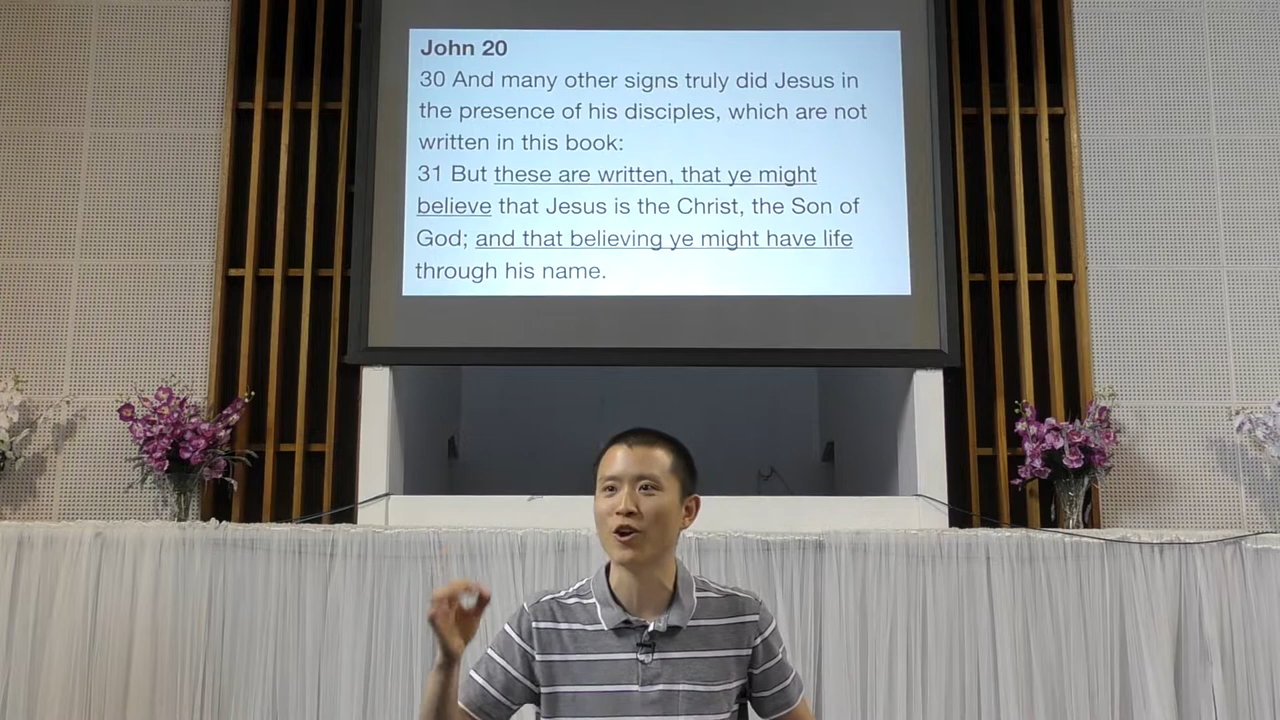 John 20
30 And many other signs truly did Jesus in
the presence of his disciples, which are not
written in this book:
31 But these are written, that ye might
believe that Jesus is the Christ, the Son of
God; and that believing ye might have life
through his name.